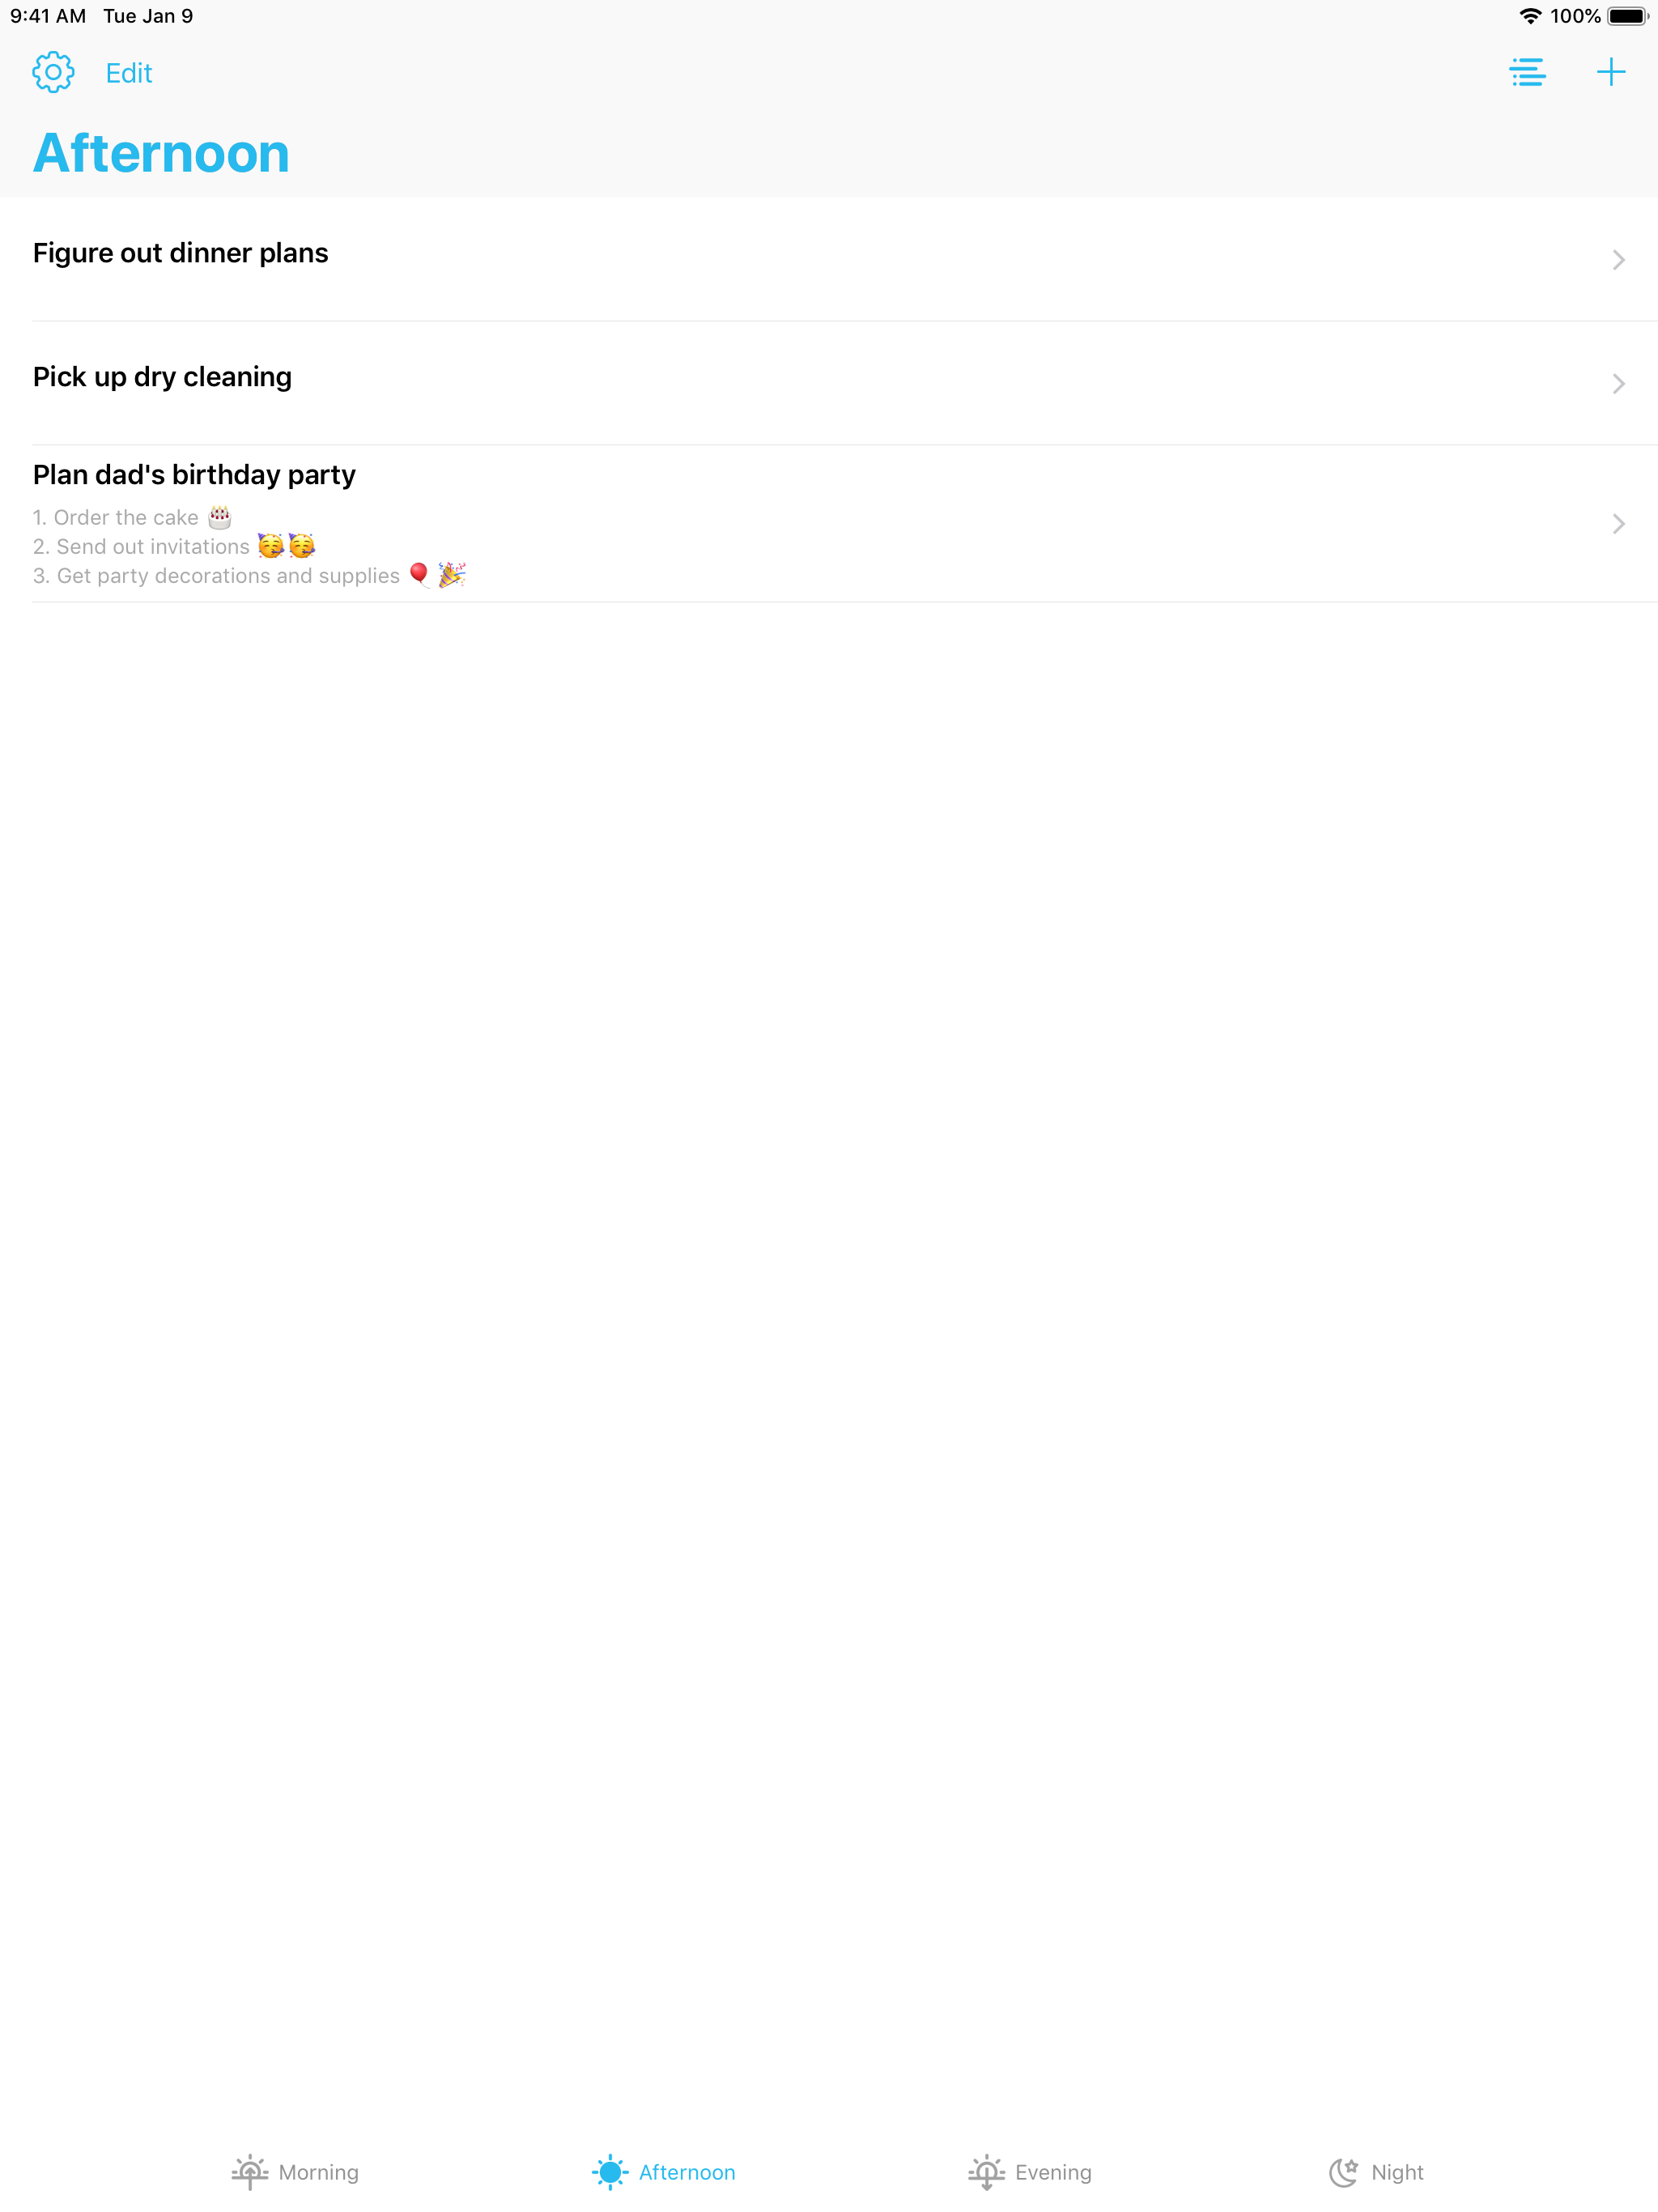 9:41 AM Tue Jan 9 100%
Edit
Afternoon
Figure out dinner plans
Pick up dry cleaning
Plan dad's birthday party
1. Order the cake 🎂
2. Send out invitations 🥳🥳
3. Get party decorations and supplies 🎈🎉
Morning Afternoon Evening Night